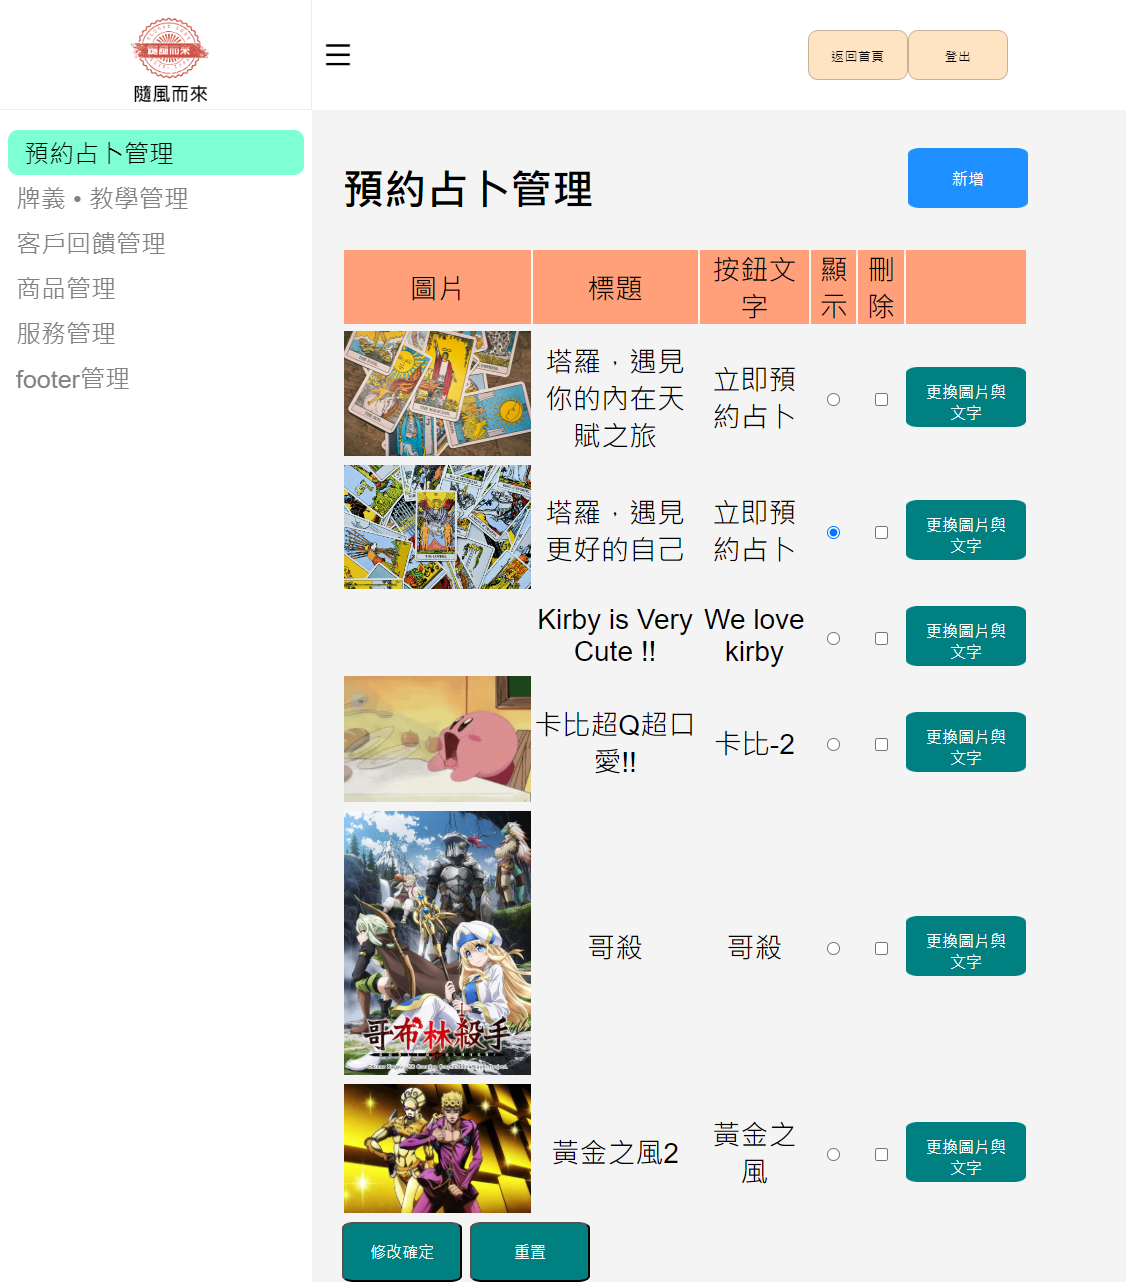 隨風而來
隨風而來
返回首頁
登出
預約占卜管理
牌義 • 教學管理
客戶回饋管理
商品管理
服務管理
footer管理
預約占卜管理
新增
圖片
標題
按鈕文
字
顯
示
刪
除
塔羅，遇見
你的內在天
賦之旅
立即預
約占卜
更換圖片與
文字
塔羅，遇見
更好的自己
立即預
約占卜
更換圖片與
文字
Kirby is Very
Cute !!
We love
kirby
更換圖片與
文字
卡比超Q超口
愛!!
卡比-2
更換圖片與
文字
哥布林殺手
哥殺
哥殺
更換圖片與
文字
黃金之風2
黃金之
風
更換圖片與
文字
修改確定
重置